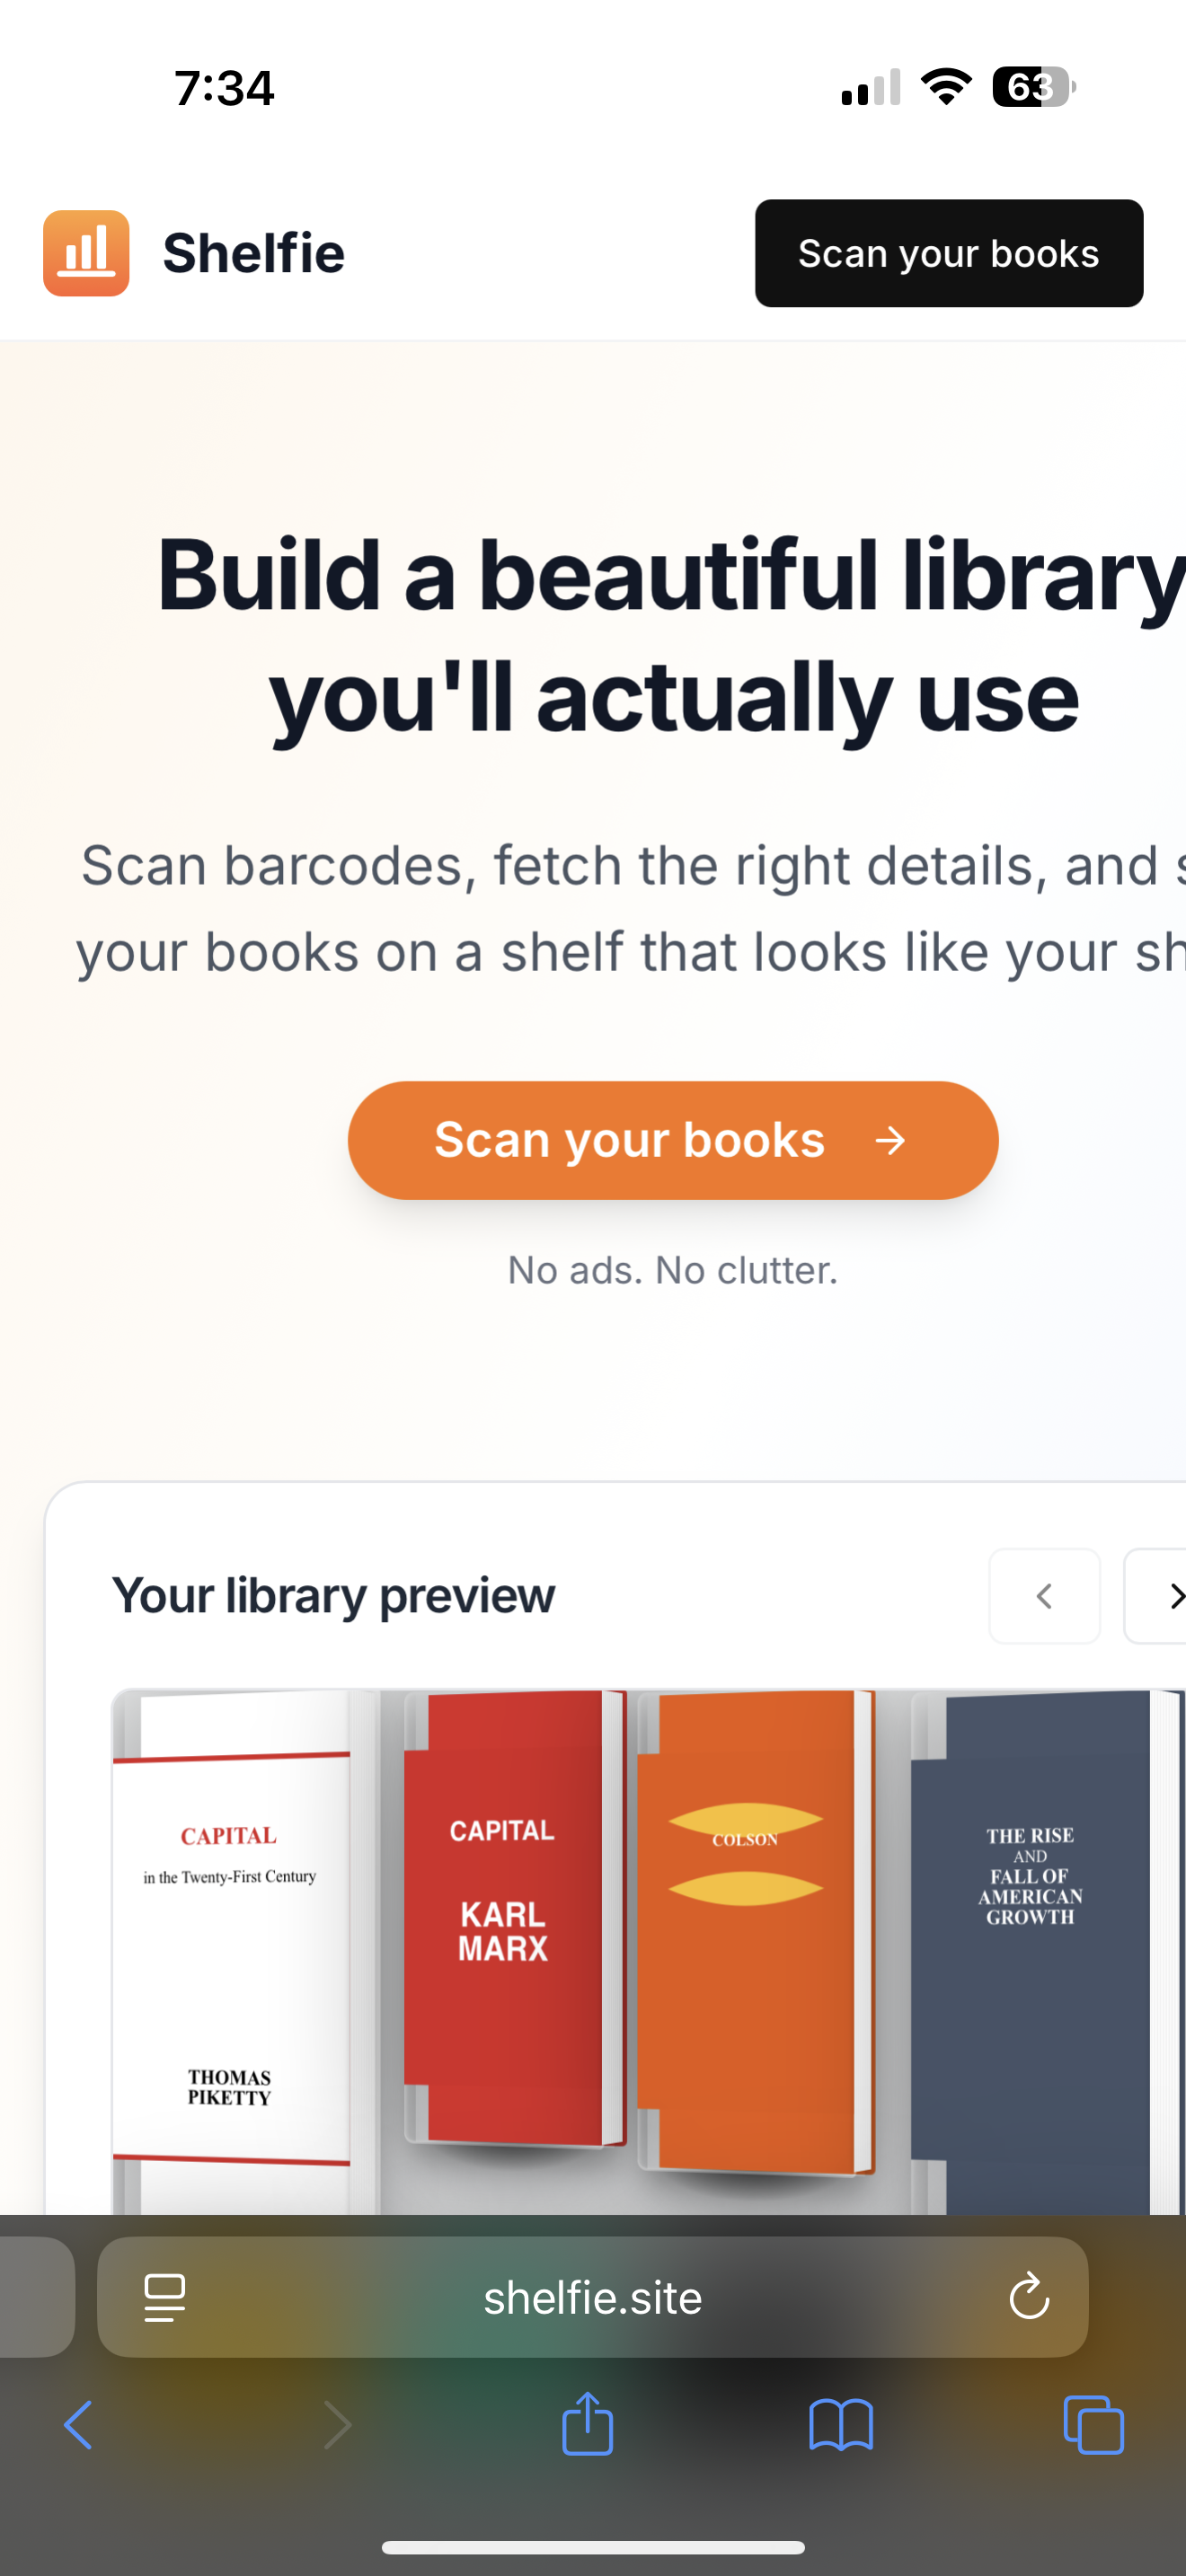 7:34
63
Shelfie
Scan your books
Build a beautiful library
you'll actually use
Scan barcodes, fetch the right details, and
your books on a shelf that looks like your
Scan your books
No ads. No clutter.
Your library preview
CAPITAL
in the Twenty-First Century
THOMAS
PIKETTY
CAPITAL
KARL
MARX
COLSON
THE RISE
AND
FALL OF
AMERICAN
GROWTH
shelfie.site